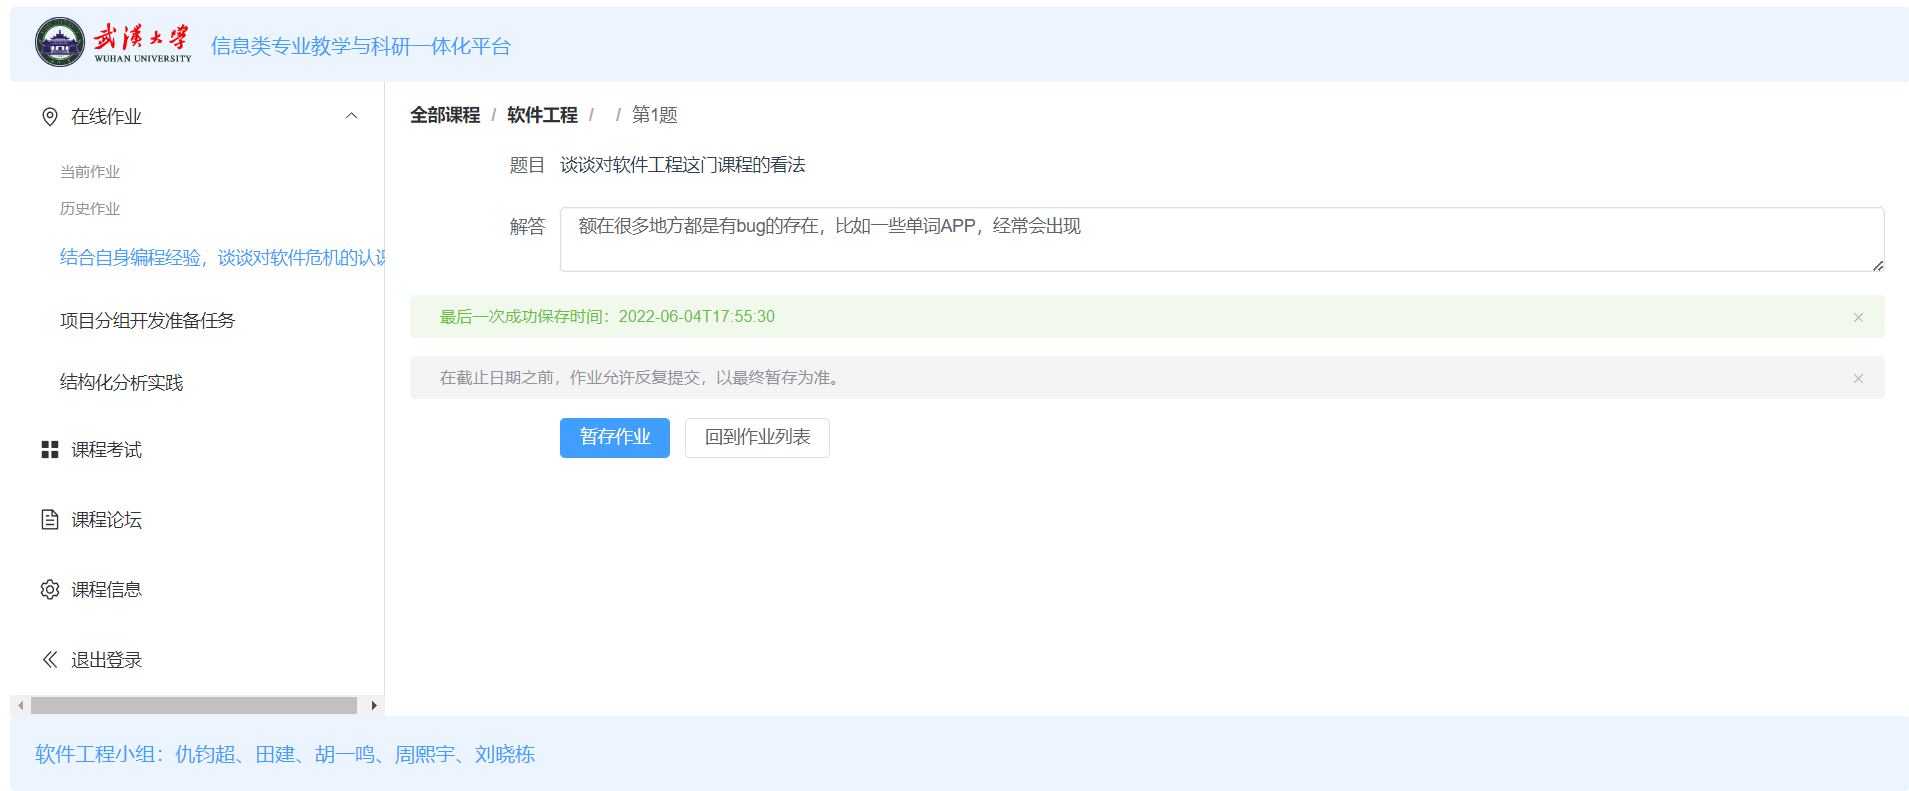 武汉大学
WUHAN UNIVERSITY
信息类专业教学与科研一体化平台
在线作业
当前作业
历史作业
结合自身编程经验，谈谈对软件危机的认
项目分组开发准备任务
结构化分析实践
课程考试
课程论坛
课程信息
退出登录
全部课程 / 软件工程 / / 第1题
题目 谈谈对软件工程这门课程的看法
解答 额在很多地方都是有bug的存在，比如一些单词APP，经常会出现
最后一次成功保存时间：2022-06-04T17:55:30
在截止日期之前，作业允许反复提交，以最终暂存为准。
暂存作业 回到作业列表
软件工程小组：仇钧超、田建、胡一鸣、周熙宇、刘晓栋